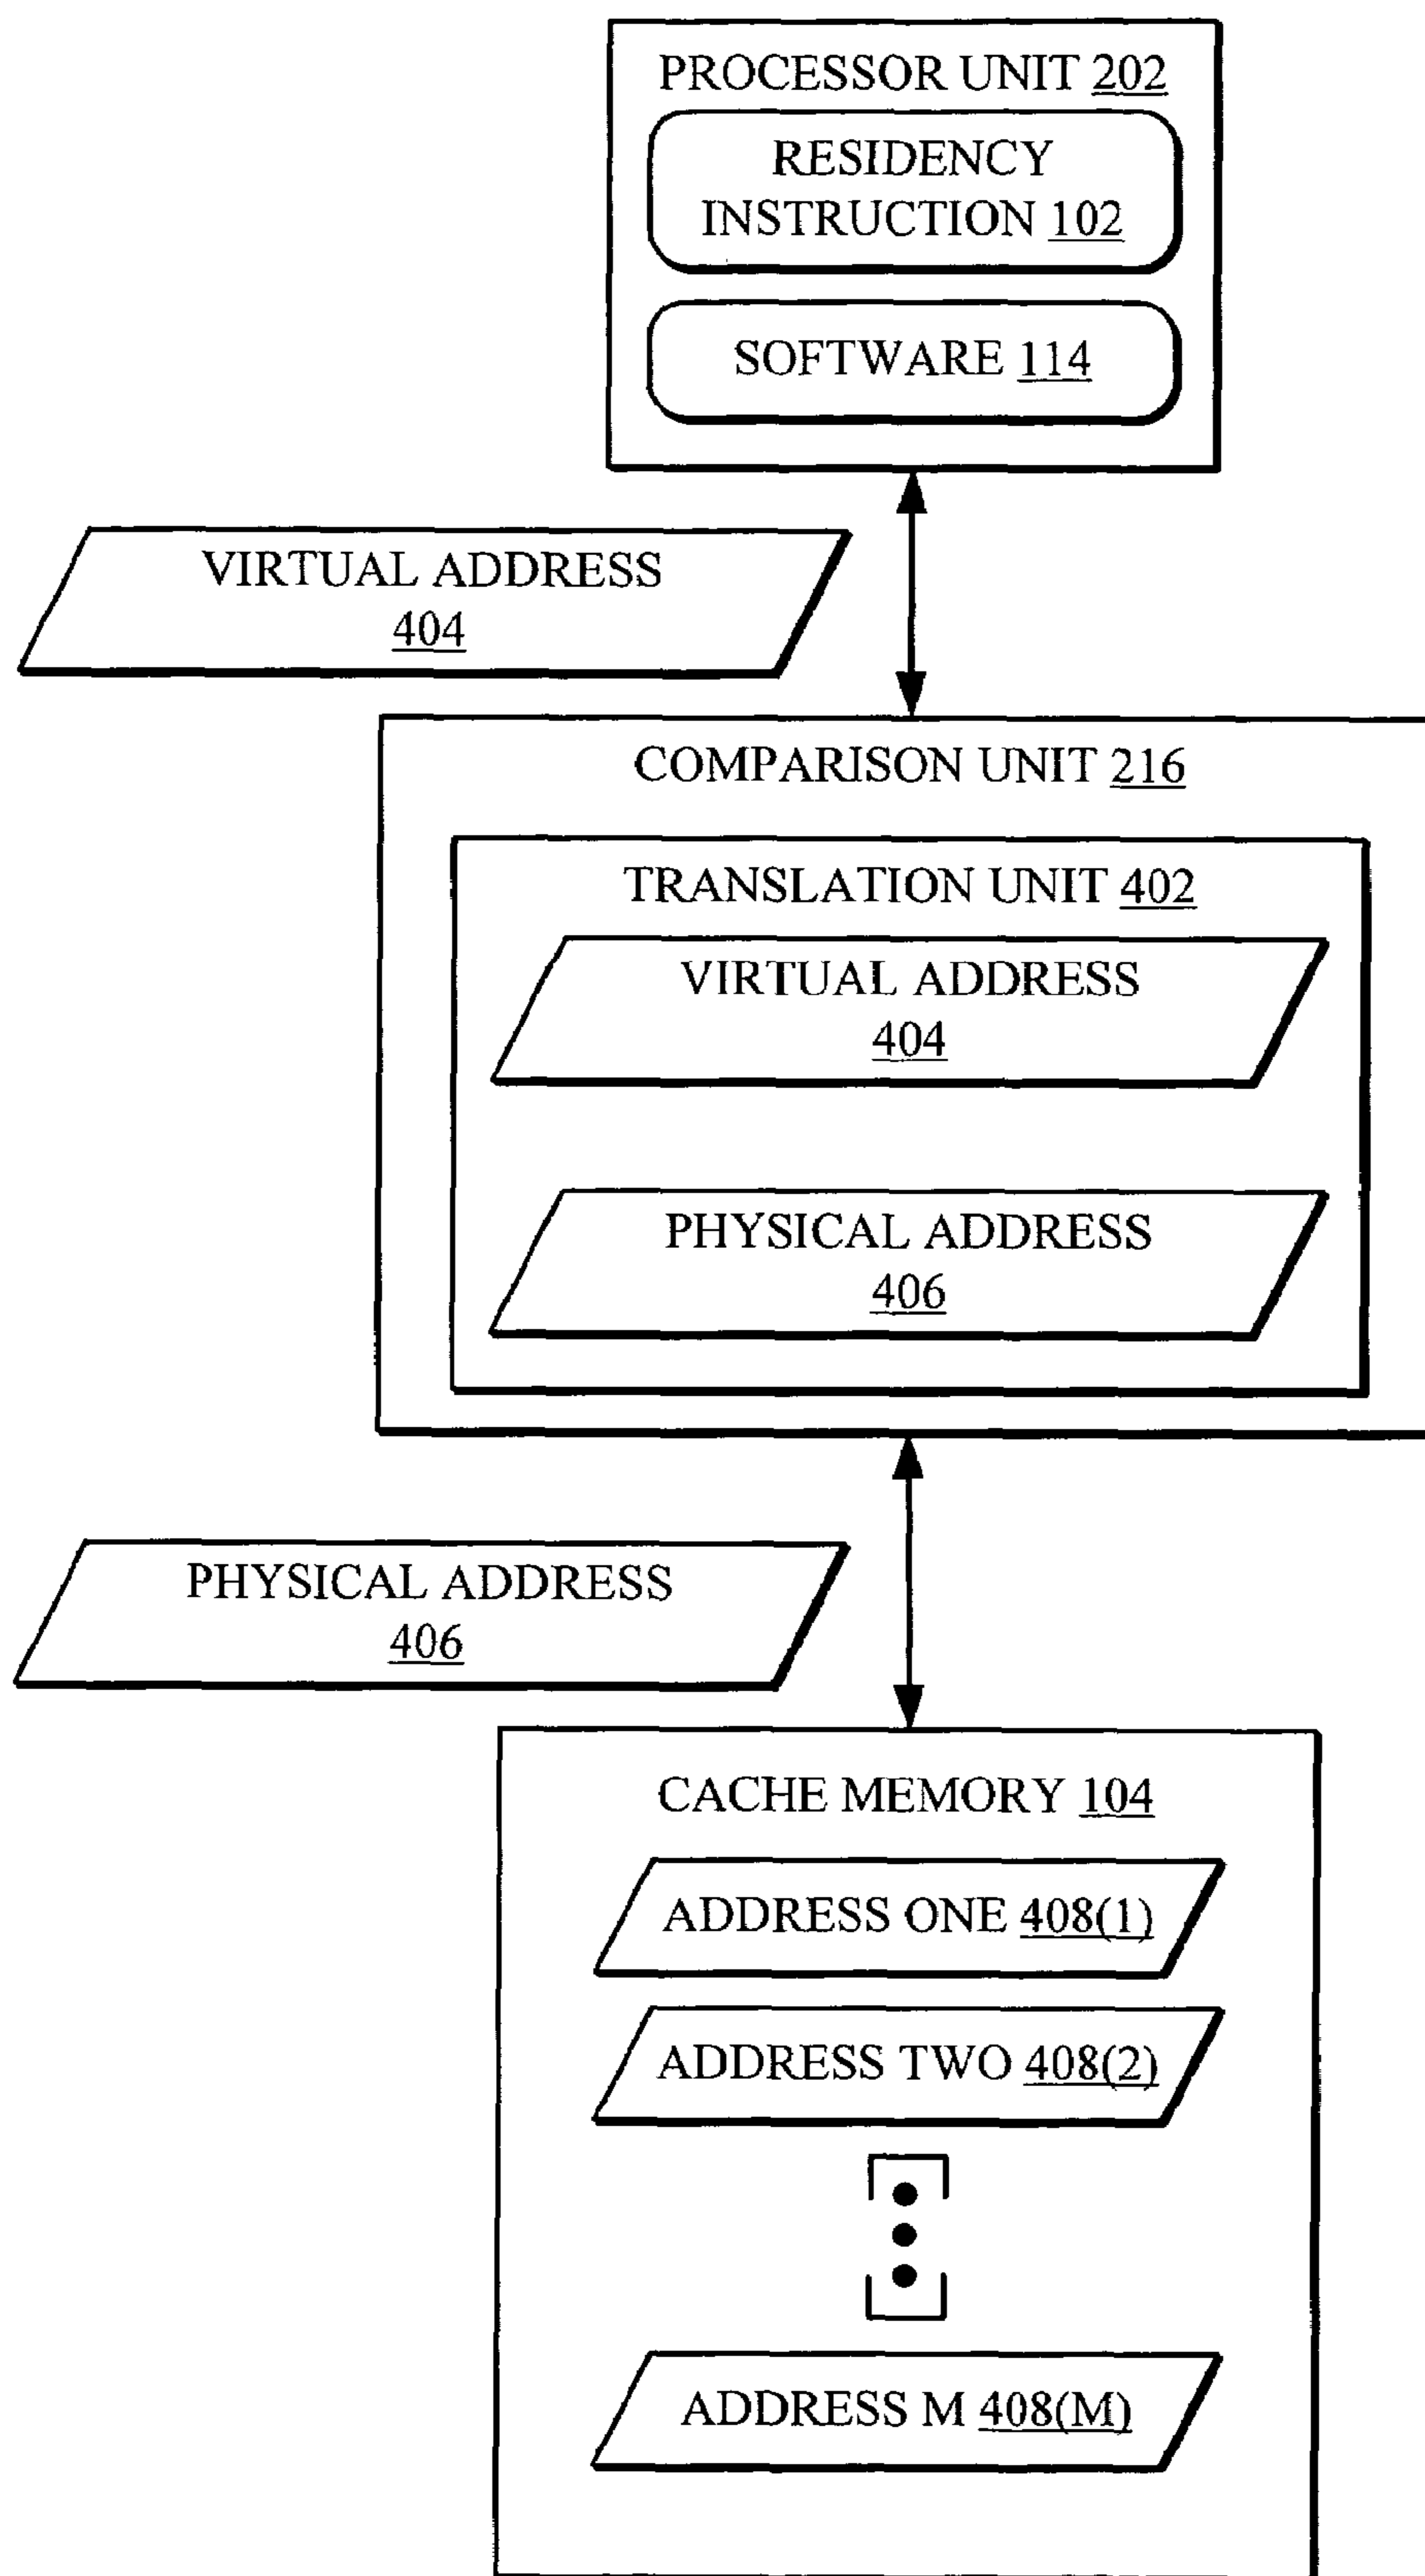 PROCESSOR UNIT 202
RESIDENCY
INSTRUCTION 102
SOFTWARE 114
VIRTUAL ADDRESS
404
COMPARISON UNIT 216
TRANSLATION UNIT 402
VIRTUAL ADDRESS
404
PHYSICAL ADDRESS
406
PHYSICAL ADDRESS
406
CACHE MEMORY 104
ADDRESS ONE 408(1)
ADDRESS TWO 408(2)
ADDRESS M 408(M)